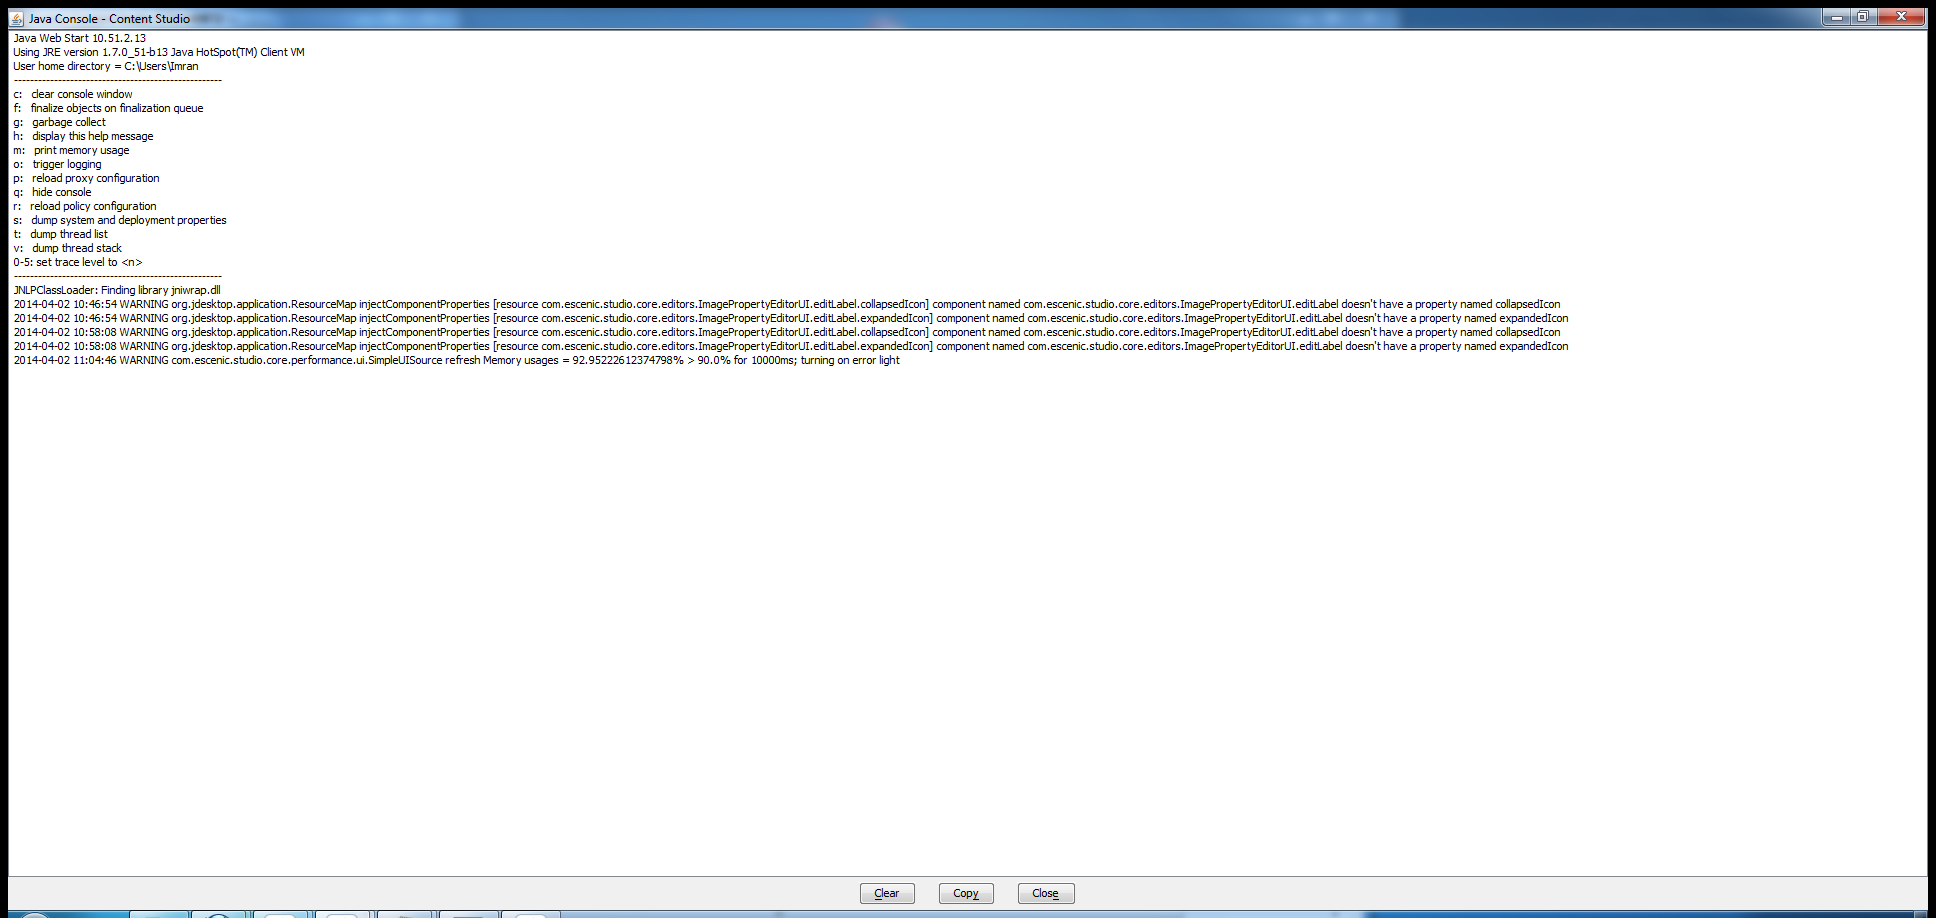 Java Console - Content Studio
Java Web Start 10.51.2.13
Using JRE version 1.7.0_51-b13 Java HotSpot(TM) Client VM
User home directory = C:\Users\Imran
----------------------------------------------------
c:   clear console window
f:   finalize objects on finalization queue
g:   garbage collect
h:   display this help message
m:   print memory usage
o:   trigger logging
p:   reload proxy configuration
q:   hide console
r:   reload policy configuration
s:   dump system and deployment properties
t:   dump thread list
v:   dump thread stack
0-5: set trace level to <n>
----------------------------------------------------
JNLPClassLoader: Finding library jniwrap.dll
2014-04-02 10:46:54 WARNING org.jdesktop.application.ResourceMap injectComponentProperties [resource com.escenic.studio.core.editors.ImagePropertyEditorUI.editLabel.collapsedIcon] component named com.escenic.studio.core.editors.ImagePropertyEditorUI.editLabel doesn't have a property named collapsedIcon
2014-04-02 10:46:54 WARNING org.jdesktop.application.ResourceMap injectComponentProperties [resource com.escenic.studio.core.editors.ImagePropertyEditorUI.editLabel.expandedIcon] component named com.escenic.studio.core.editors.ImagePropertyEditorUI.editLabel doesn't have a property named expandedIcon
2014-04-02 10:58:08 WARNING org.jdesktop.application.ResourceMap injectComponentProperties [resource com.escenic.studio.core.editors.ImagePropertyEditorUI.editLabel.collapsedIcon] component named com.escenic.studio.core.editors.ImagePropertyEditorUI.editLabel doesn't have a property named collapsedIcon
2014-04-02 10:58:08 WARNING org.jdesktop.application.ResourceMap injectComponentProperties [resource com.escenic.studio.core.editors.ImagePropertyEditorUI.editLabel.expandedIcon] component named com.escenic.studio.core.editors.ImagePropertyEditorUI.editLabel doesn't have a property named expandedIcon
2014-04-02 11:04:46 WARNING com.escenic.studio.core.performance.ui.SimpleUISource refresh Memory usages = 92.95222612374798% > 90.0% for 10000ms; turning on error light
Clear Copy Close